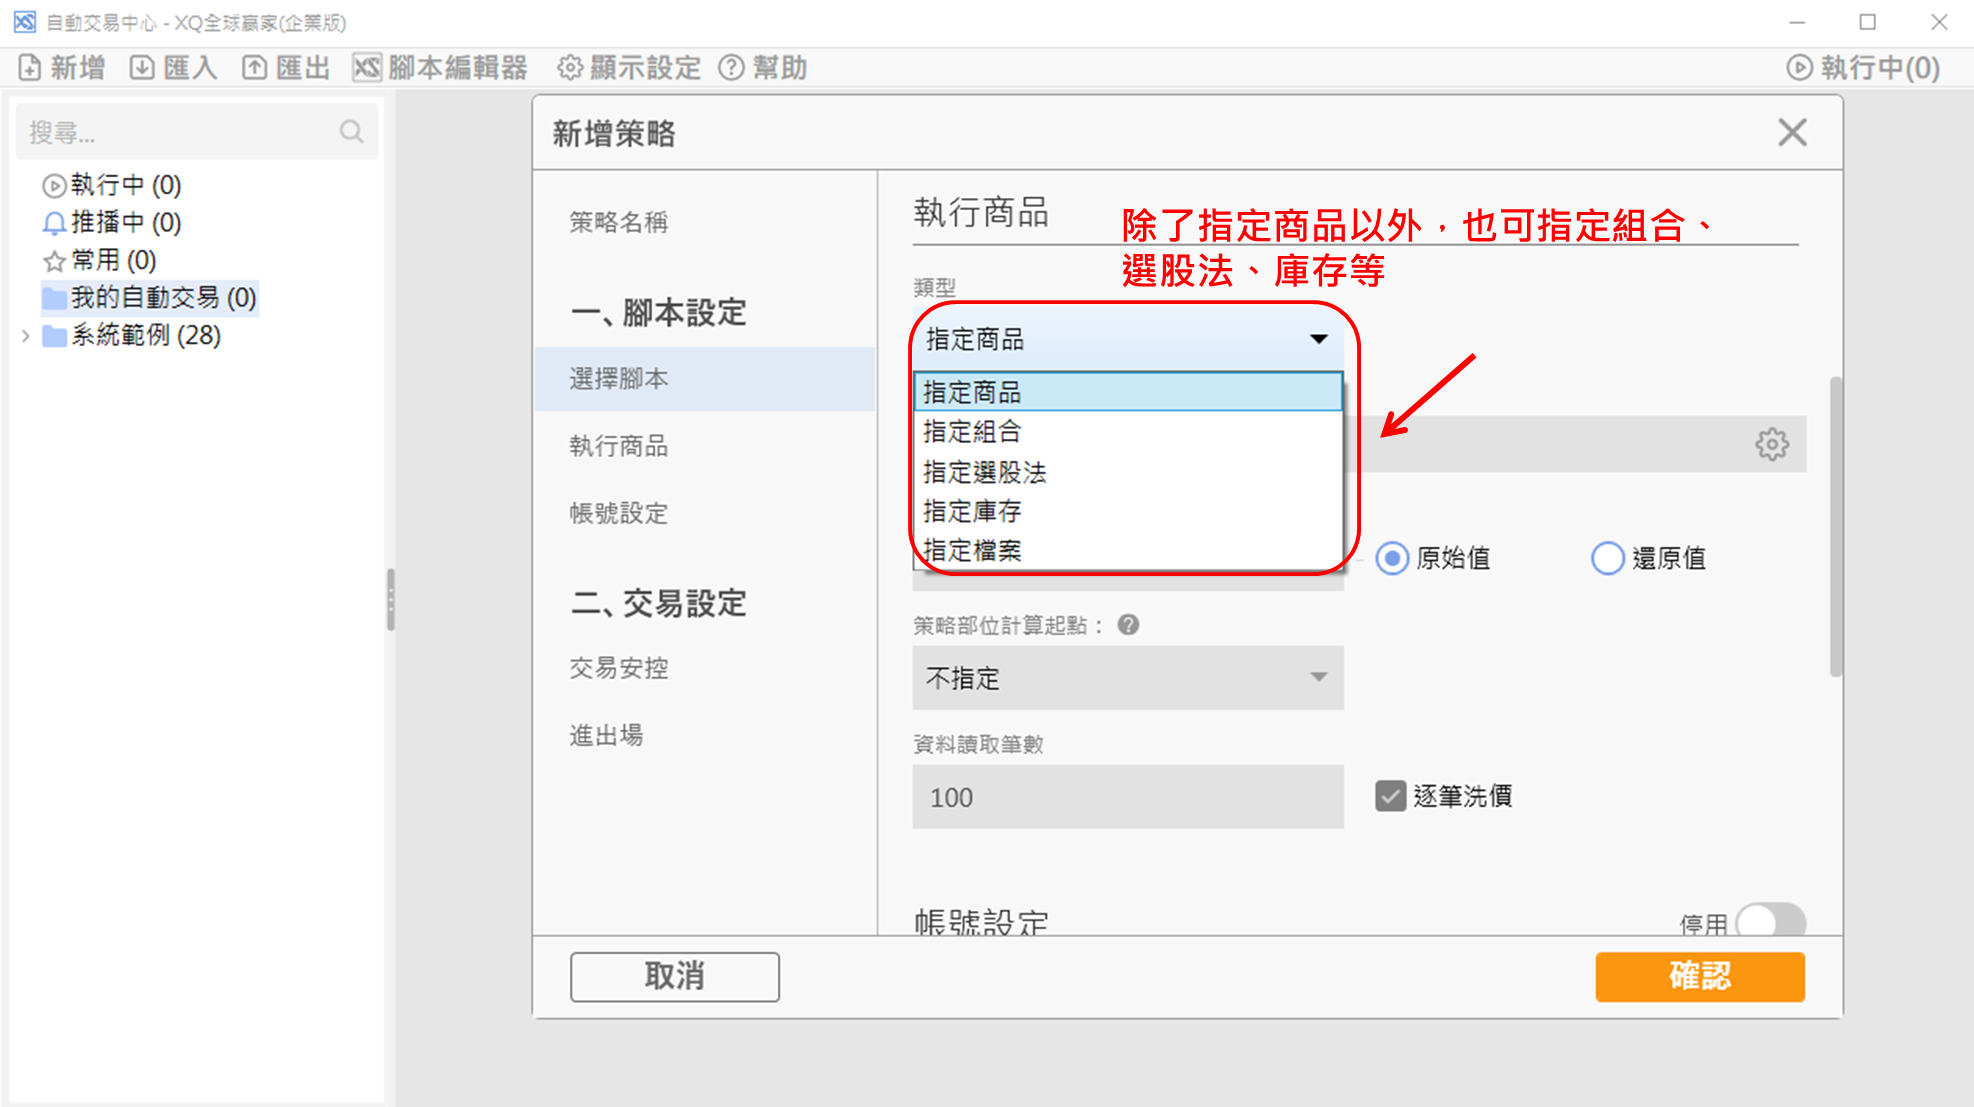 自動交易中心 - XQ全球贏家(企業版)
新增 匯入 匯出 XS 腳本編輯器 顯示設定 幫助 執行中(0)
搜尋...
執行中 (0)
推播中 (0)
常用 (0)
我的自動交易 (0)
系統範例 (28)
新增策略
策略名稱
一、腳本設定
選擇腳本
執行商品
帳號設定
二、交易設定
交易安控
進出場
執行商品
除了指定商品以外，也可指定組合、
選股法、庫存等
類型
指定商品
指定商品
指定組合
指定選股法
指定庫存
指定檔案
原始值 還原值
策略部位計算起點：
不指定
資料讀取筆數
100
逐筆洗價
帳號設定
停用
取消 確認